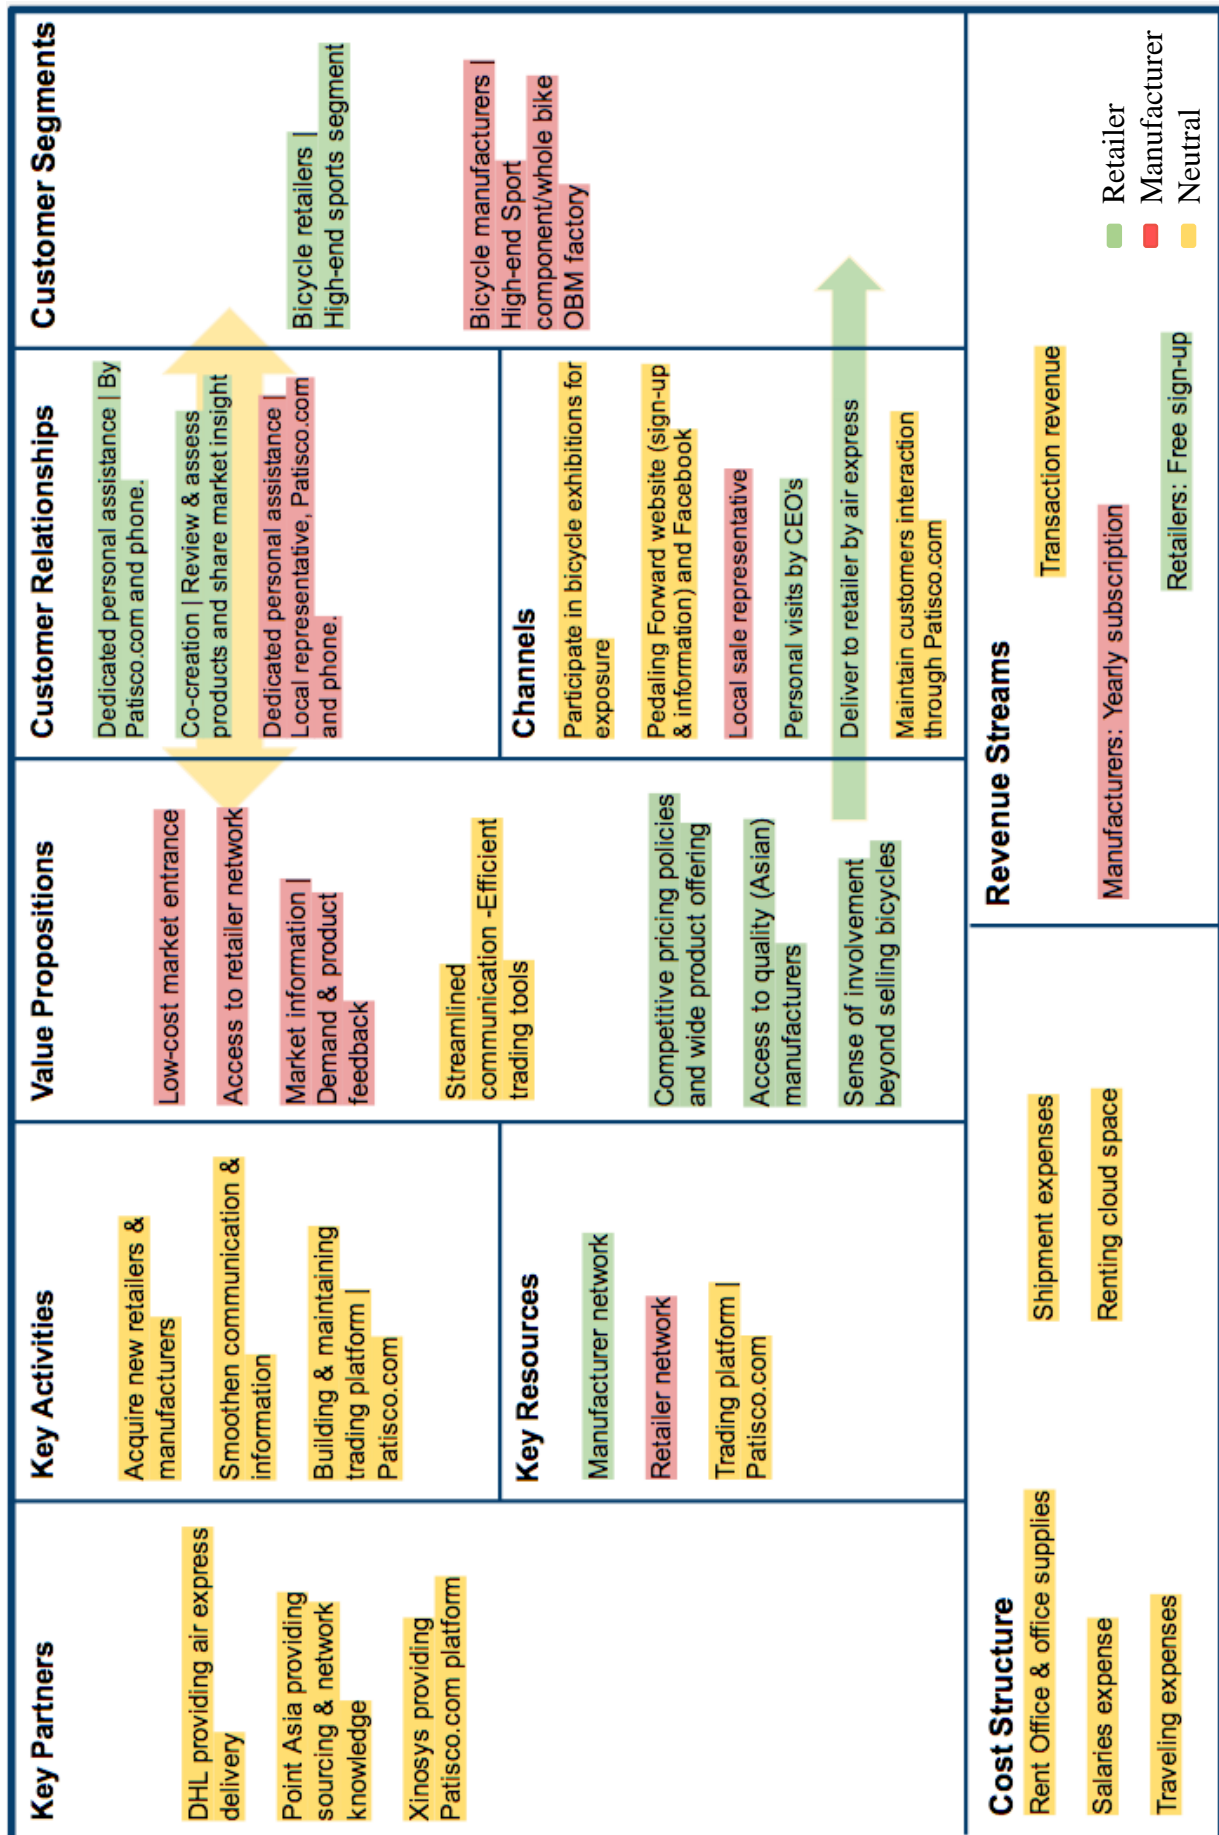 Key Partners
DHL providing air express
delivery
Point Asia providing
sourcing & network
knowledge
Xinosys providing
Patisco.com platform
Key Activities
Acquire new retailers &
manufacturers
Smoothen communication &
information
Building & maintaining
trading platform |
Patisco.com
Key Resources
Manufacturer network
Retailer network
Trading platform |
Patisco.com
Value Propositions
Low-cost market entrance
Access to retailer network
Market information |
Demand & product
feedback
Streamlined
communication -Efficient
trading tools
Competitive pricing policies
and wide product offering
Access to quality (Asian)
manufacturers
Sense of involvement
beyond selling bicycles
Customer Relationships
Dedicated personal assistance | By
Patisco.com and phone.
Co-creation | Review & assess
products and share market insight
Dedicated personal assistance |
Local representative, Patisco.com
and phone.
Channels
Participate in bicycle exhibitions for
exposure
Pedaling Forward website (sign-up
& information) and Facebook
Local sale representative
Personal visits by CEO's
Deliver to retailer by air express
Maintain customers interaction
through Patisco.com
Customer Segments
Bicycle retailers |
High-end sports segment
Bicycle manufacturers |
High-end Sport
component/whole bike
OBM factory
Cost Structure
Rent Office & office supplies
Salaries expense
Traveling expenses
Shipment expenses
Renting cloud space
Revenue Streams
Transaction revenue
Manufacturers: Yearly subscription
Retailers: Free sign-up
Retailer
Manufacturer
Neutral